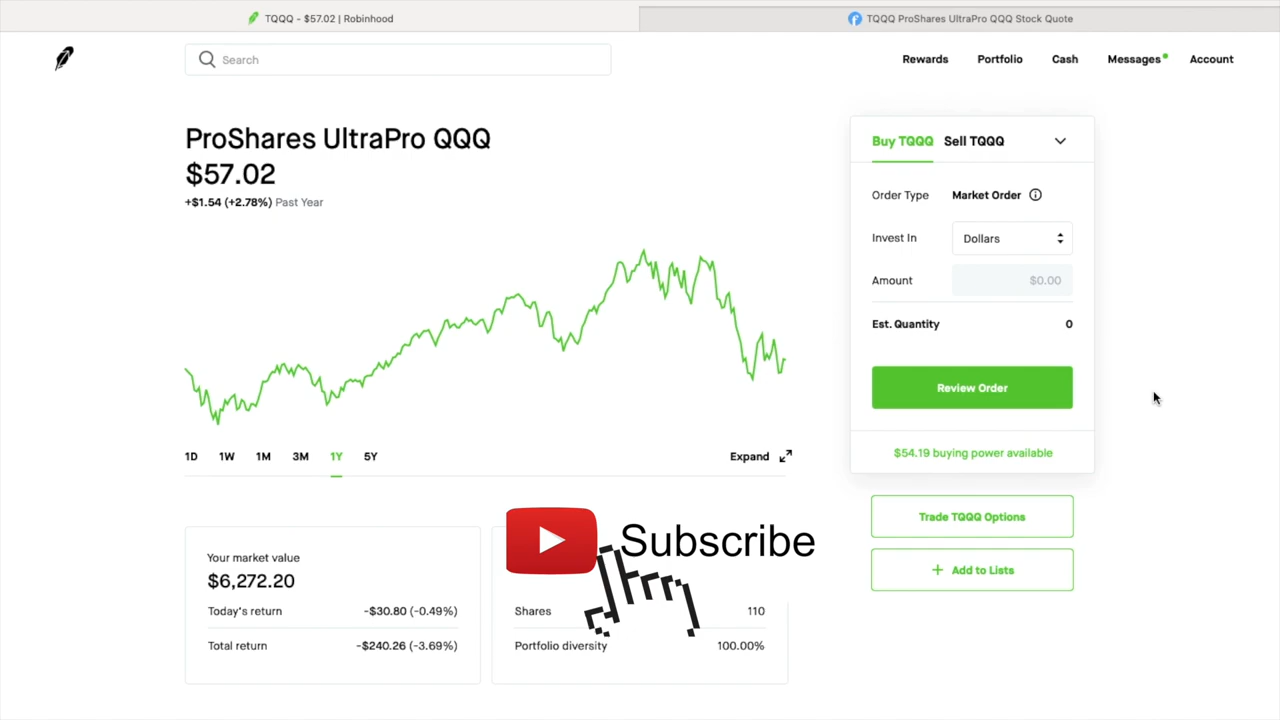 TQQQ - $57.02 | Robinhood
TQQQ ProShares UltraPro QQQ Stock Quote
Search
Rewards
Portfolio
Cash
Messages
Account
ProShares UltraPro QQQ
$57.02
+$1.54 (+2.78%) Past Year
1D 1W 1M 3M 1Y 5Y
Expand
Buy TQQQ Sell TQQQ
Order Type Market Order
Invest In Dollars
Amount $0.00
Est. Quantity 0
Review Order
$54.19 buying power available
Trade TQQQ Options
+ Add to Lists
Your market value
$6,272.20
Today's return -$30.80 (-0.49%)
Total return -$240.26 (-3.69%)
Subscribe
Shares 110
Portfolio diversity 100.00%